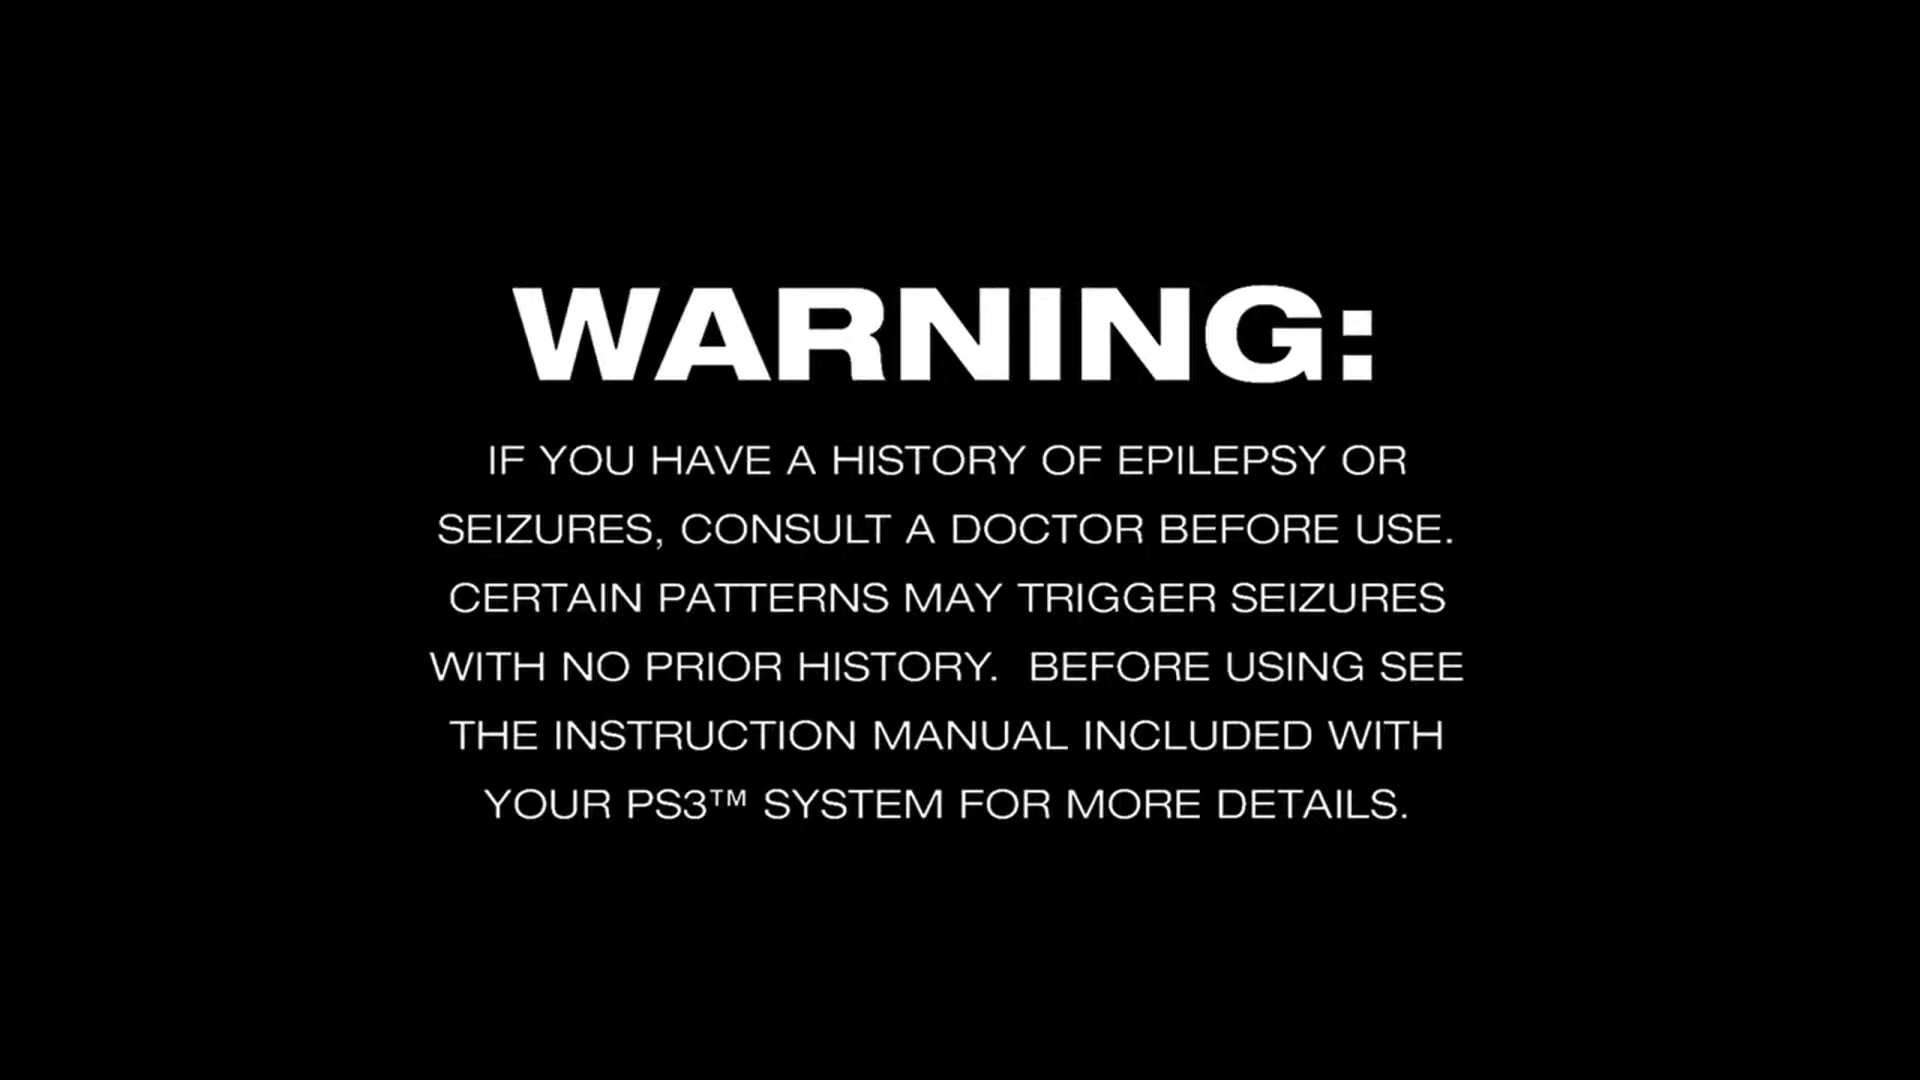 WARNING:
IF YOU HAVE A HISTORY OF EPILEPSY OR
SEIZURES, CONSULT A DOCTOR BEFORE USE.
CERTAIN PATTERNS MAY TRIGGER SEIZURES
WITH NO PRIOR HISTORY.  BEFORE USING SEE
THE INSTRUCTION MANUAL INCLUDED WITH
YOUR PS3™ SYSTEM FOR MORE DETAILS.